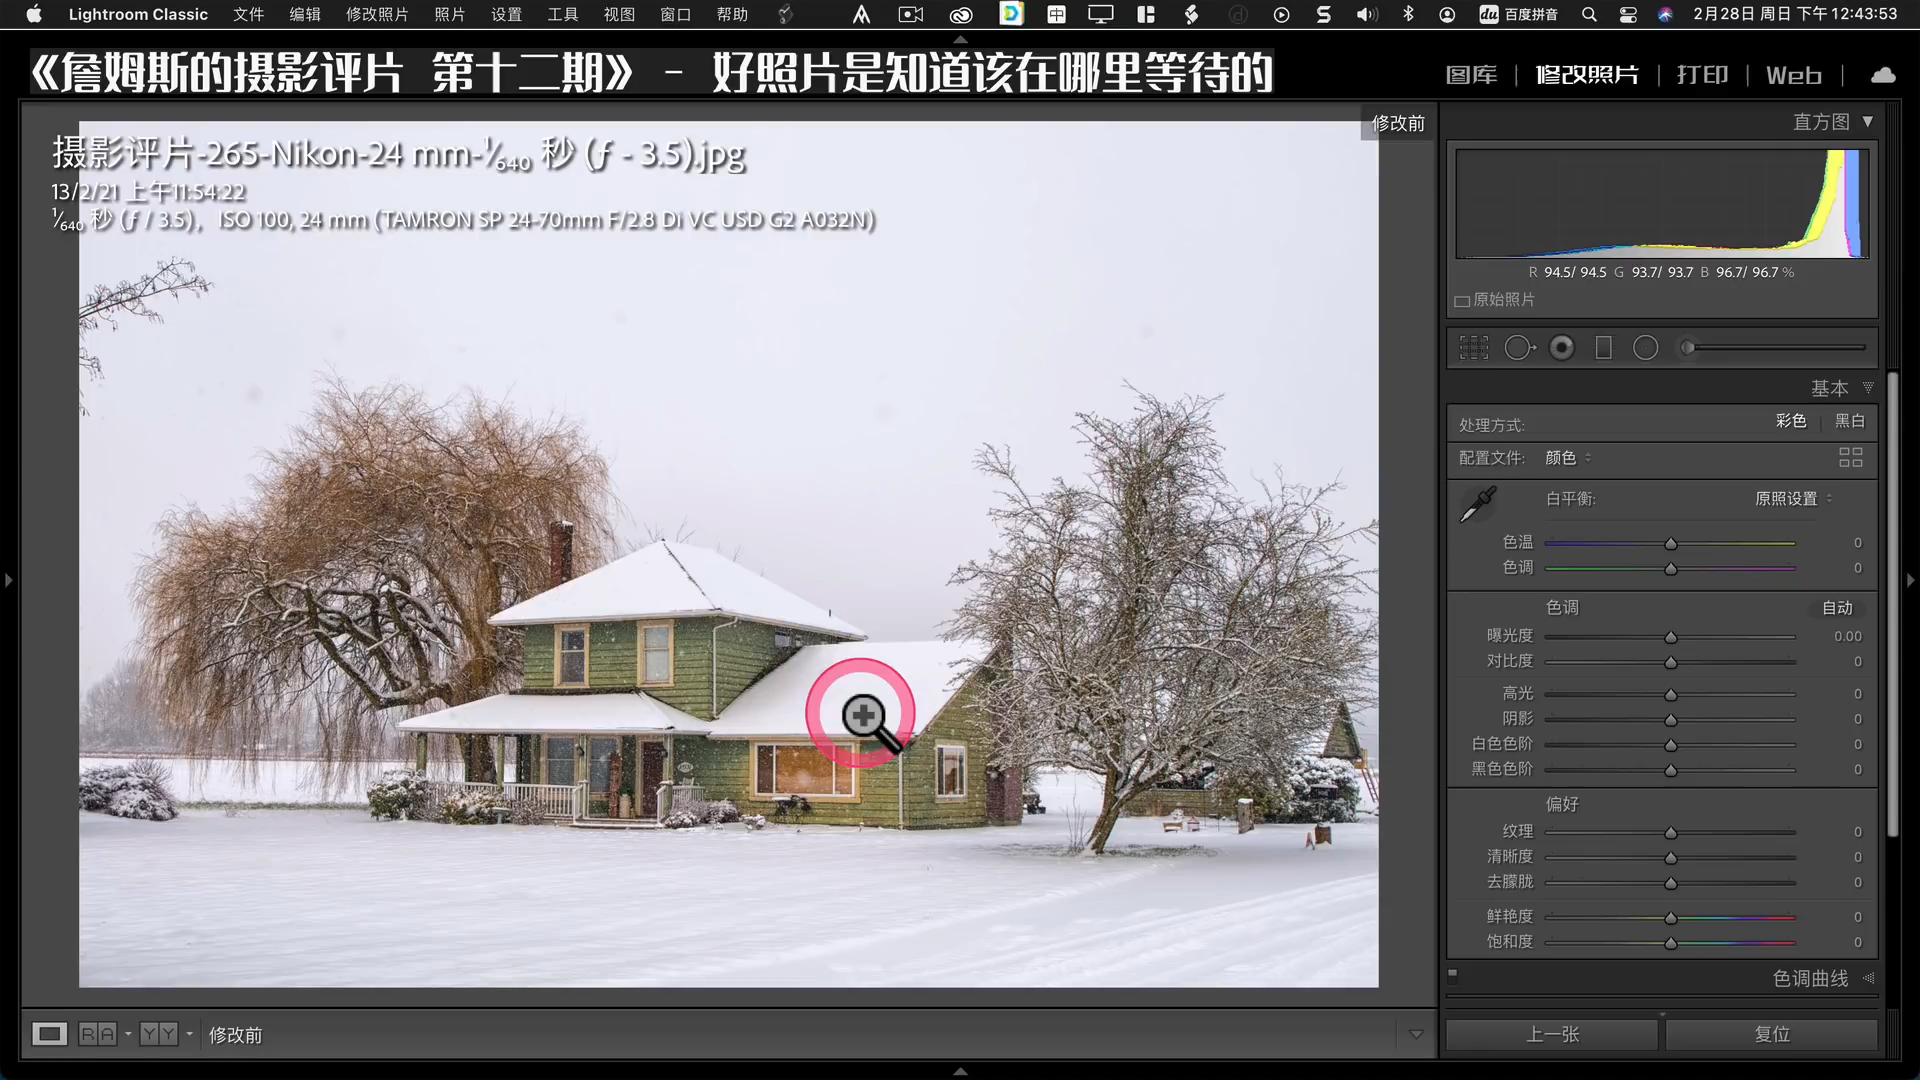 Lightroom Classic 文件 编辑 修改照片 照片 设置 工具 视图 窗口 帮助
中 du 百度拼音 2月28日 周日 下午 12:43:53
《詹姆斯的摄影评片 第十二期》 - 好照片是知道该在哪里等待的
图库 | 修改照片 | 打印 | Web |
摄影评片-265-Nikon-24 mm-¹⁄₆₄₀ 秒 (ƒ - 3.5).jpg
13/2/21 上午11:54:22
¹⁄₆₄₀ 秒 (ƒ / 3.5)，ISO 100, 24 mm (TAMRON SP 24-70mm F/2.8 Di VC USD G2 A032N)
修改前
直方图
R 94.5/ 94.5 G 93.7/ 93.7 B 96.7/ 96.7 %
原始照片
基本
处理方式: 彩色 黑白
配置文件: 颜色
白平衡: 原照设置
色温 0
色调 0
色调 自动
曝光度 0.00
对比度 0
高光 0
阴影 0
白色色阶 0
黑色色阶 0
偏好
纹理 0
清晰度 0
去朦胧 0
鲜艳度 0
饱和度 0
色调曲线
上一张 复位
RA YY 修改前